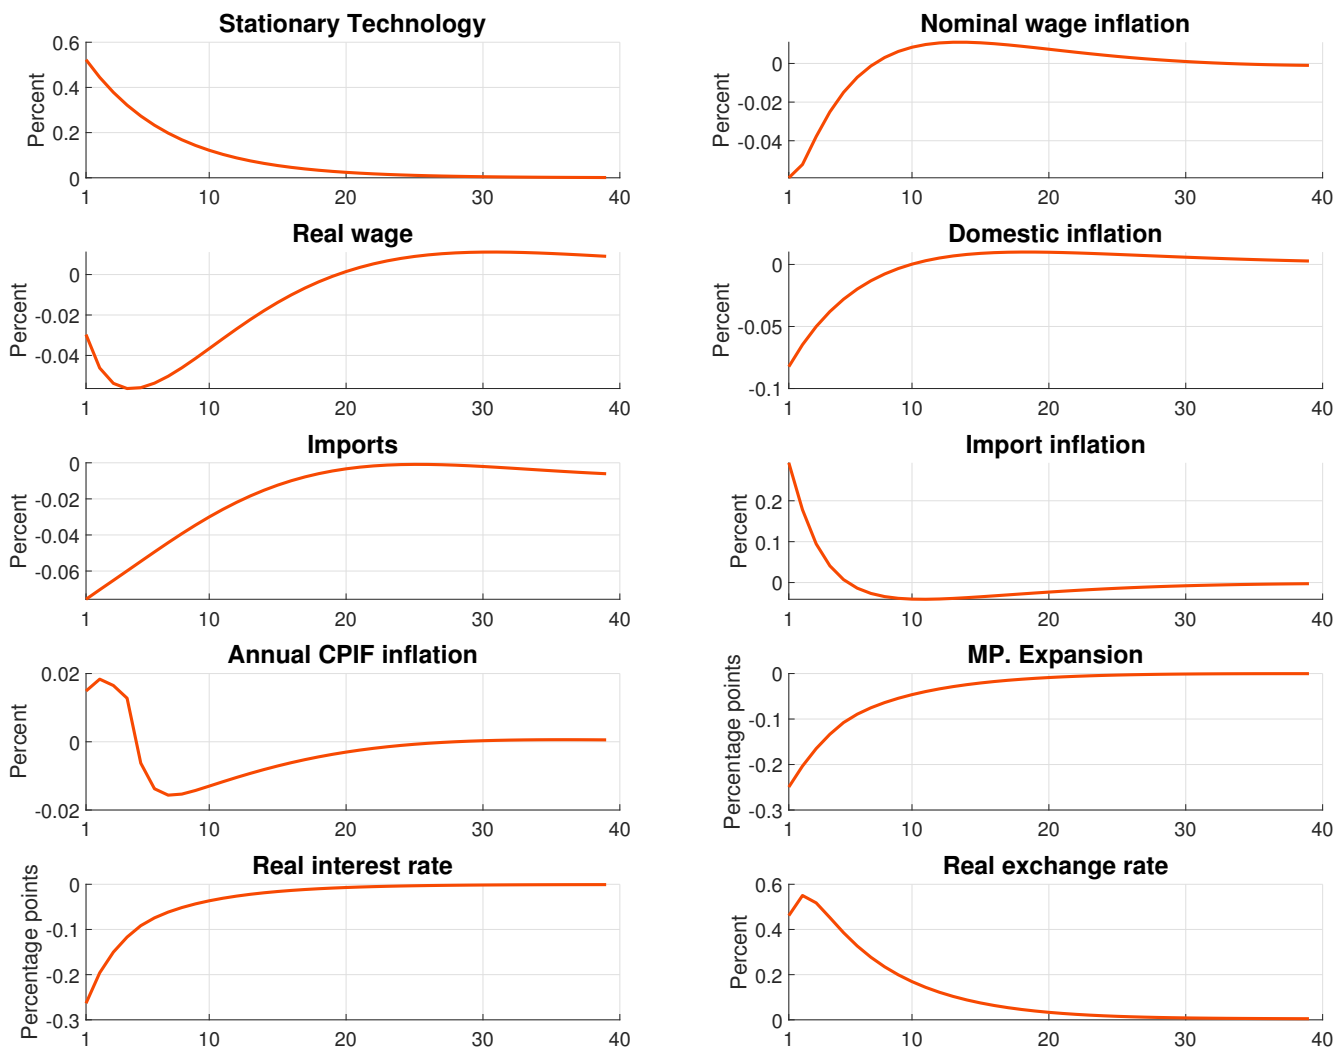 Stationary Technology
Percent
0.6
0.4
0.2
0
1 10 20 30 40
Nominal wage inflation
Percent
0
-0.02
-0.04
1 10 20 30 40
Real wage
Percent
0
-0.02
-0.04
1 10 20 30 40
Domestic inflation
Percent
0
-0.05
-0.1
1 10 20 30 40
Imports
Percent
0
-0.02
-0.04
-0.06
1 10 20 30 40
Import inflation
Percent
0.2
0.1
0
1 10 20 30 40
Annual CPIF inflation
Percent
0.02
0
-0.02
1 10 20 30 40
MP. Expansion
Percentage points
0
-0.1
-0.2
-0.3
1 10 20 30 40
Real interest rate
Percentage points
0
-0.1
-0.2
-0.3
1 10 20 30 40
Real exchange rate
Percent
0.6
0.4
0.2
0
1 10 20 30 40